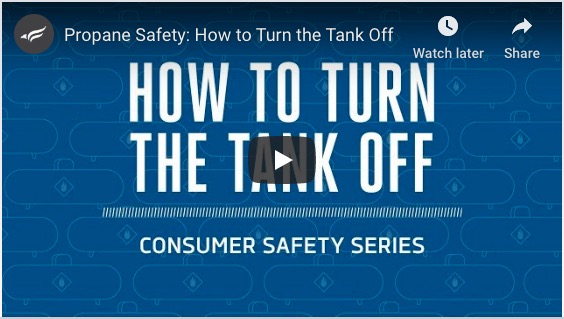 Propane Safety: How to Turn the Tank Off
Watch later
Share
HOW TO TURN
THE TANK OFF
CONSUMER SAFETY SERIES